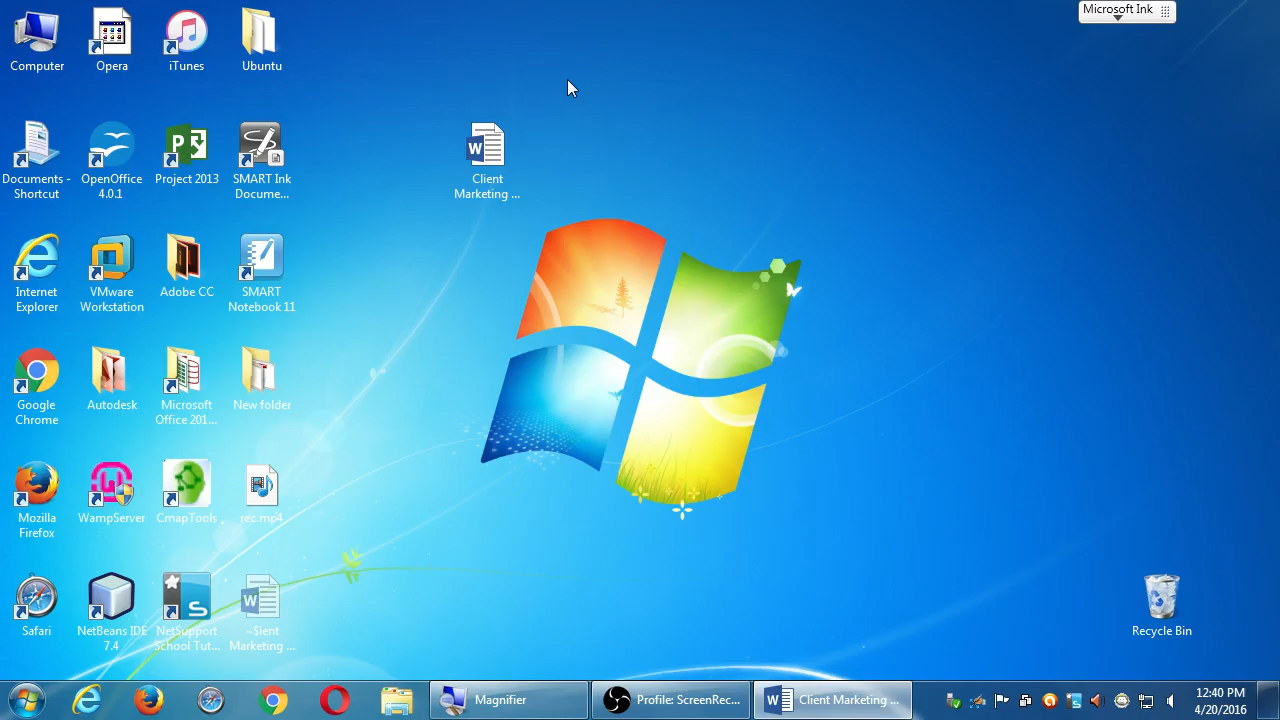 Microsoft Ink
Computer
Opera
iTunes
Ubuntu
Documents -
Shortcut
OpenOffice
4.0.1
Project 2013
SMART Ink
Docume...
Client
Marketing ...
Internet
Explorer
VMware
Workstation
Adobe CC
SMART
Notebook 11
Google
Chrome
Autodesk
Microsoft
Office 201...
New folder
Mozilla
Firefox
WampServer
CmapTools
rec.mp4
Safari
NetBeans IDE
7.4
NetSupport
School Tut...
~$ient
Marketing ...
Recycle Bin
Magnifier
Profile: ScreenRec...
Client Marketing ...
12:40 PM
4/20/2016